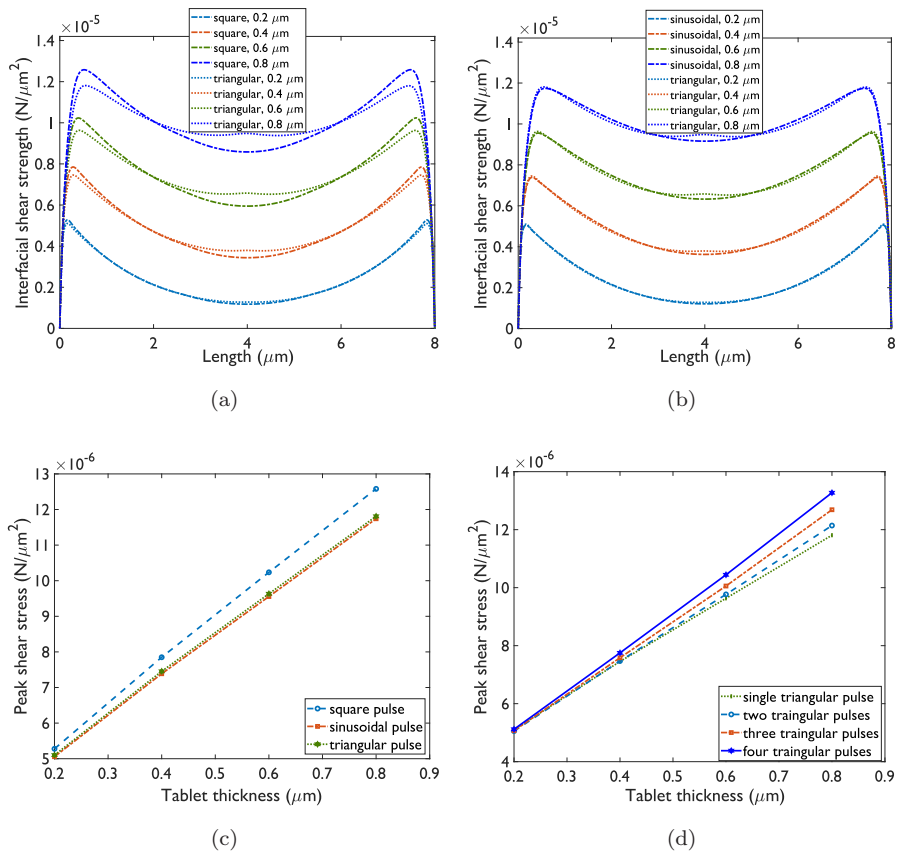 ×10⁻⁵
1.4
1.2
1
0.8
0.6
0.4
0.2
0
Interfacial shear strength (N/μm²)
square, 0.2 μm
square, 0.4 μm
square, 0.6 μm
square, 0.8 μm
triangular, 0.2 μm
triangular, 0.4 μm
triangular, 0.6 μm
triangular, 0.8 μm
0 2 4 6 8
Length (μm)
(a)
×10⁻⁵
1.4
1.2
1
0.8
0.6
0.4
0.2
0
Interfacial shear strength (N/μm²)
sinusoidal, 0.2 μm
sinusoidal, 0.4 μm
sinusoidal, 0.6 μm
sinusoidal, 0.8 μm
triangular, 0.2 μm
triangular, 0.4 μm
triangular, 0.6 μm
triangular, 0.8 μm
0 2 4 6 8
Length (μm)
(b)
×10⁻⁶
13
12
11
10
9
8
7
6
5
Peak shear stress (N/μm²)
square pulse
sinusoidal pulse
triangular pulse
0.2 0.3 0.4 0.5 0.6 0.7 0.8 0.9
Tablet thickness (μm)
(c)
×10⁻⁶
14
12
10
8
6
4
Peak shear stress (N/μm²)
single triangular pulse
two traingular pulses
three traingular pulses
four traingular pulses
0.2 0.3 0.4 0.5 0.6 0.7 0.8 0.9
Tablet thickness (μm)
(d)